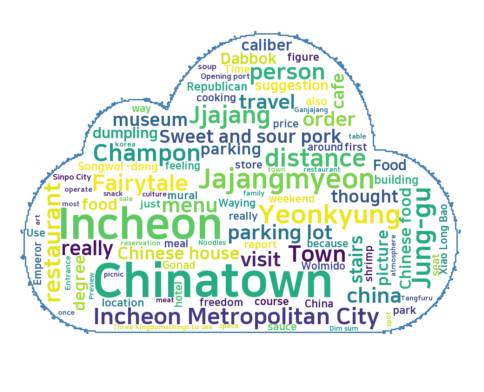 caliber
Dabbok figure
soup Time person
Opening port Republican suggestion cafe
cooking travel also
way Jjajang Ganjajang
museum price order
dumpling Sweet and sour pork table
korea Champon parking around first
Songwol -dong feeling store distance Food
Sinpo City Fairytale Jajangmyeon building
operate snack culture mural town restaurant thought
most food sale just menu Waying family weekend Chinese food
restaurant Incheon really Yeonkyung Jung-gu
art Use parking lot Xiao Long Bao
really reservation meal Noodles report because stairs picture atmosphere seat
Emperor Chinese house visit Town shrimp
Entrance degree Gonad Wolmido
Preview picnic Chinatown china Tangfuru
location hotel meat freedom course China park
once Incheon Metropolitan City spot
Three Kingdoms things to see space sauce Dim sum